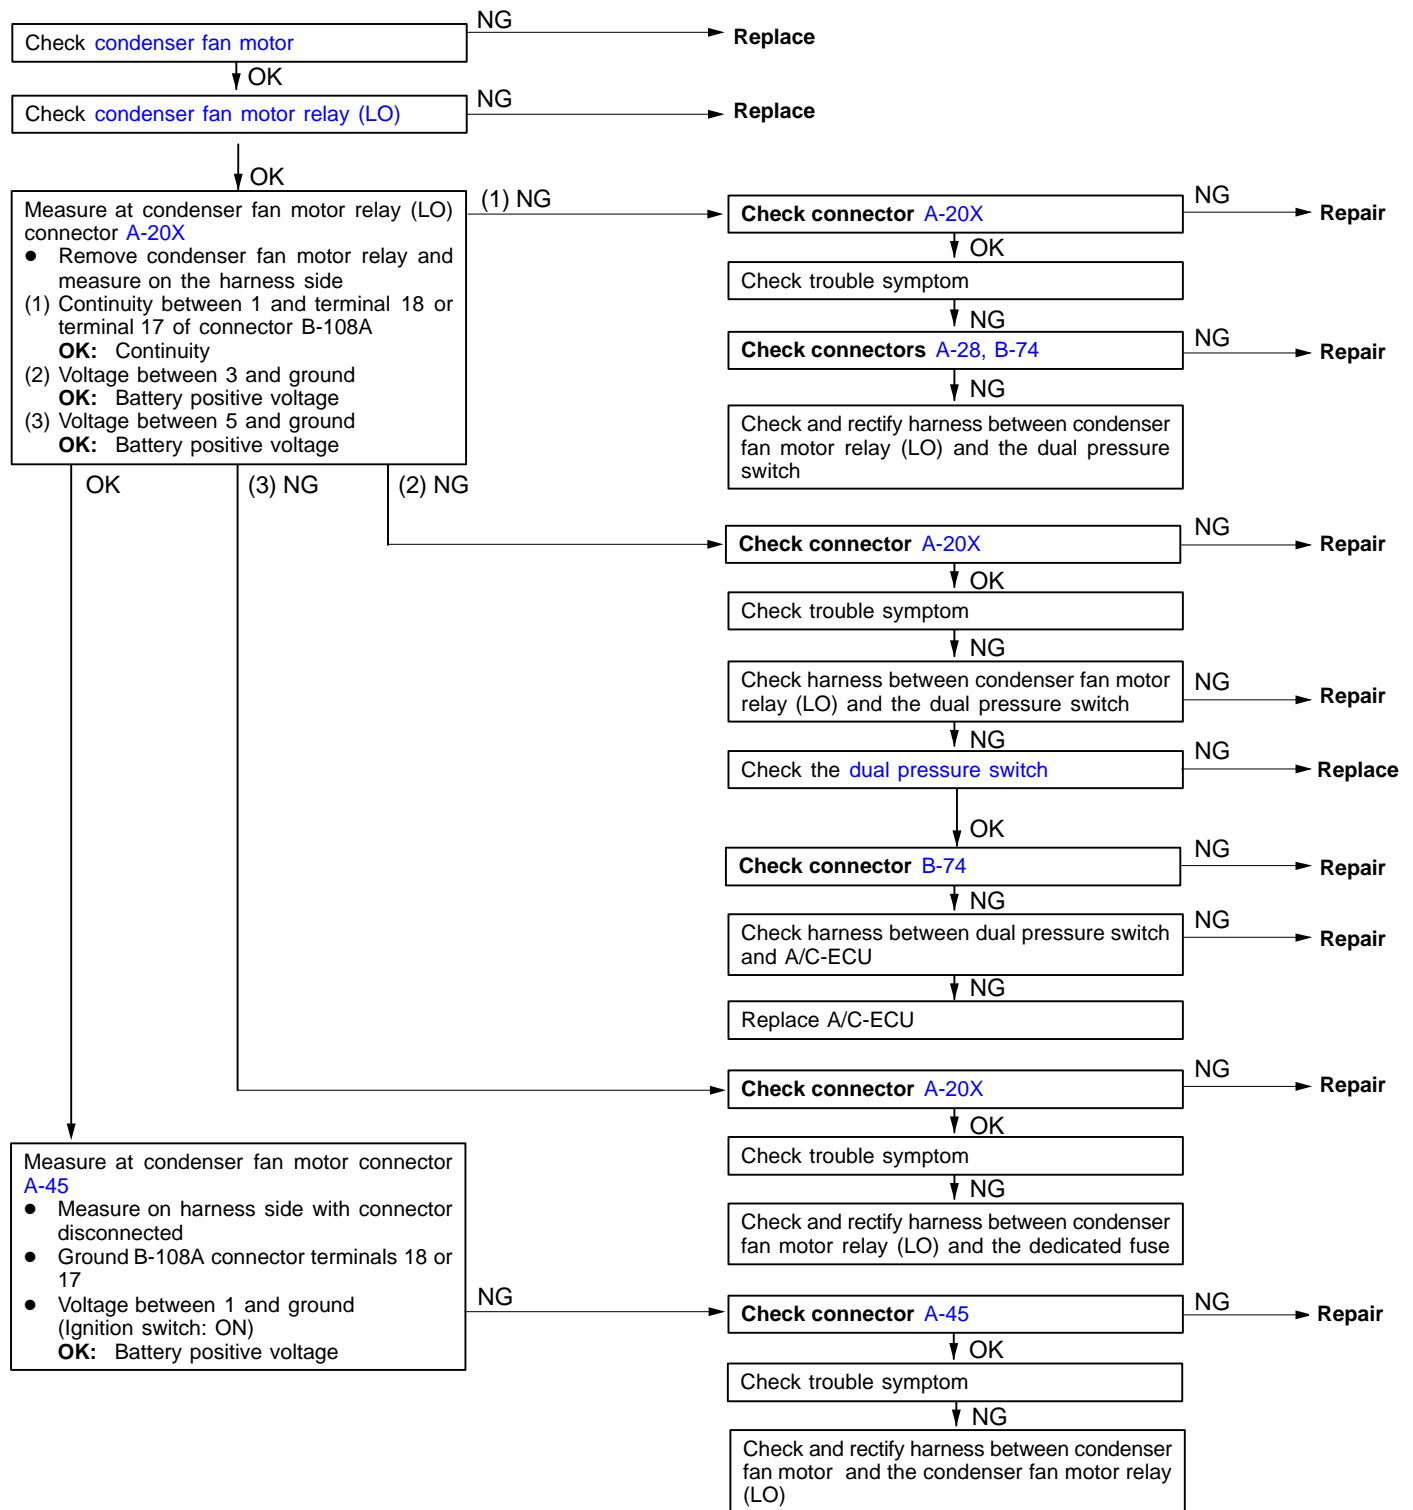 Check condenser fan motor
NG
Replace
OK
Check condenser fan motor relay (LO)
NG
Replace
OK
Measure at condenser fan motor relay (LO)
connector A-20X
● Remove condenser fan motor relay and
measure on the harness side
(1) Continuity between 1 and terminal 18 or
terminal 17 of connector B-108A
OK: Continuity
(2) Voltage between 3 and ground
OK: Battery positive voltage
(3) Voltage between 5 and ground
OK: Battery positive voltage
(1) NG
Check connector A-20X
NG
Repair
OK
Check trouble symptom
NG
Check connectors A-28, B-74
NG
Repair
NG
Check and rectify harness between condenser
fan motor relay (LO) and the dual pressure
switch
OK
(3) NG
(2) NG
Check connector A-20X
NG
Repair
OK
Check trouble symptom
NG
Check harness between condenser fan motor
relay (LO) and the dual pressure switch
NG
Repair
NG
Check the dual pressure switch
NG
Replace
OK
Check connector B-74
NG
Repair
NG
Check harness between dual pressure switch
and A/C-ECU
NG
Repair
NG
Replace A/C-ECU
Check connector A-20X
NG
Repair
OK
Check trouble symptom
NG
Check and rectify harness between condenser
fan motor relay (LO) and the dedicated fuse
Measure at condenser fan motor connector
A-45
● Measure on harness side with connector
disconnected
● Ground B-108A connector terminals 18 or
17
● Voltage between 1 and ground
(Ignition switch: ON)
OK: Battery positive voltage
NG
Check connector A-45
NG
Repair
OK
Check trouble symptom
NG
Check and rectify harness between condenser
fan motor and the condenser fan motor relay
(LO)